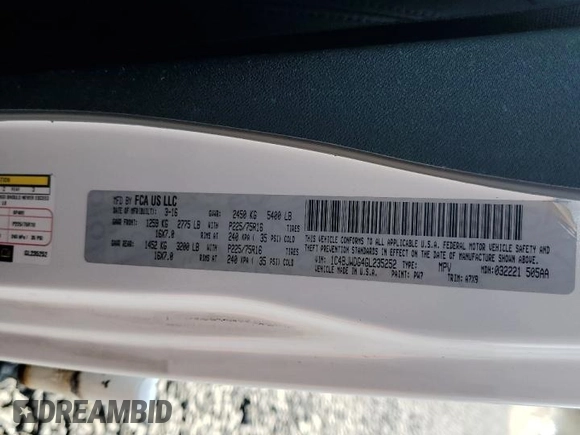 MFD BY FCA US LLC
DATE OF MFR(BUILT): 3-16 GVWR: 2450 KG 5400 LB
GAWR FRONT: 1259 KG 2775 LB WITH P225/75R16 TIRES
16X7.0 RIMS AT 240 KPA / 35 PSI COLD
GAWR REAR: 1452 KG 3200 LB WITH P225/75R16 TIRES
16X7.0 RIMS AT 240 KPA / 35 PSI COLD
THIS VEHICLE CONFORMS TO ALL APPLICABLE U.S.A. FEDERAL MOTOR VEHICLE SAFETY AND
THEFT PREVENTION STANDARDS IN EFFECT ON THE DATE OF MANUFACTURE SHOWN ABOVE.
VIN: 1C4BJWDG4GL235252 TYPE: MPV MDH: 032221 505AA
VEHICLE MADE IN U.S.A. PAINT: PW7 TRIM: A7X9
GL235252
DREAMBID